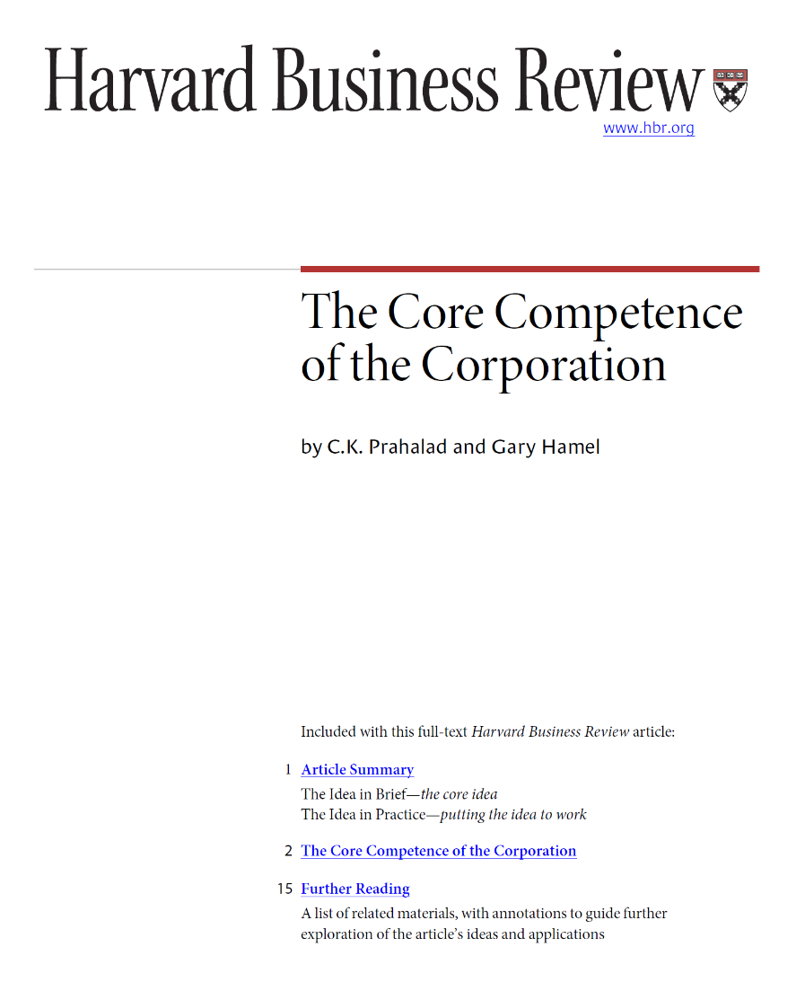 Harvard Business Review
www.hbr.org
The Core Competence
of the Corporation
by C.K. Prahalad and Gary Hamel
Included with this full-text Harvard Business Review article:
1 Article Summary
The Idea in Brief—the core idea
The Idea in Practice—putting the idea to work
2 The Core Competence of the Corporation
15 Further Reading
A list of related materials, with annotations to guide further
exploration of the article’s ideas and applications